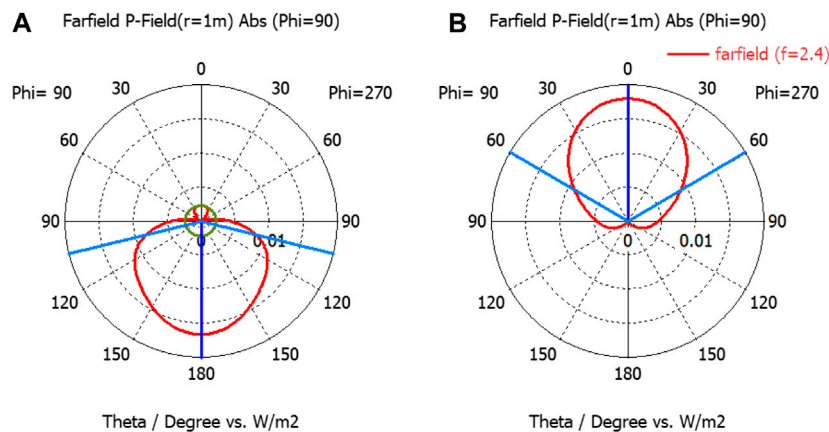 A
Farfield P-Field(r=1m) Abs (Phi=90)
0
30
30
Phi= 90
Phi=270
60
60
90
90
0
0.01
120
120
150
150
180
Theta / Degree vs. W/m2
B
Farfield P-Field(r=1m) Abs (Phi=90)
farfield (f=2.4)
0
30
30
Phi= 90
Phi=270
60
60
90
90
0
0.01
120
120
150
150
180
Theta / Degree vs. W/m2